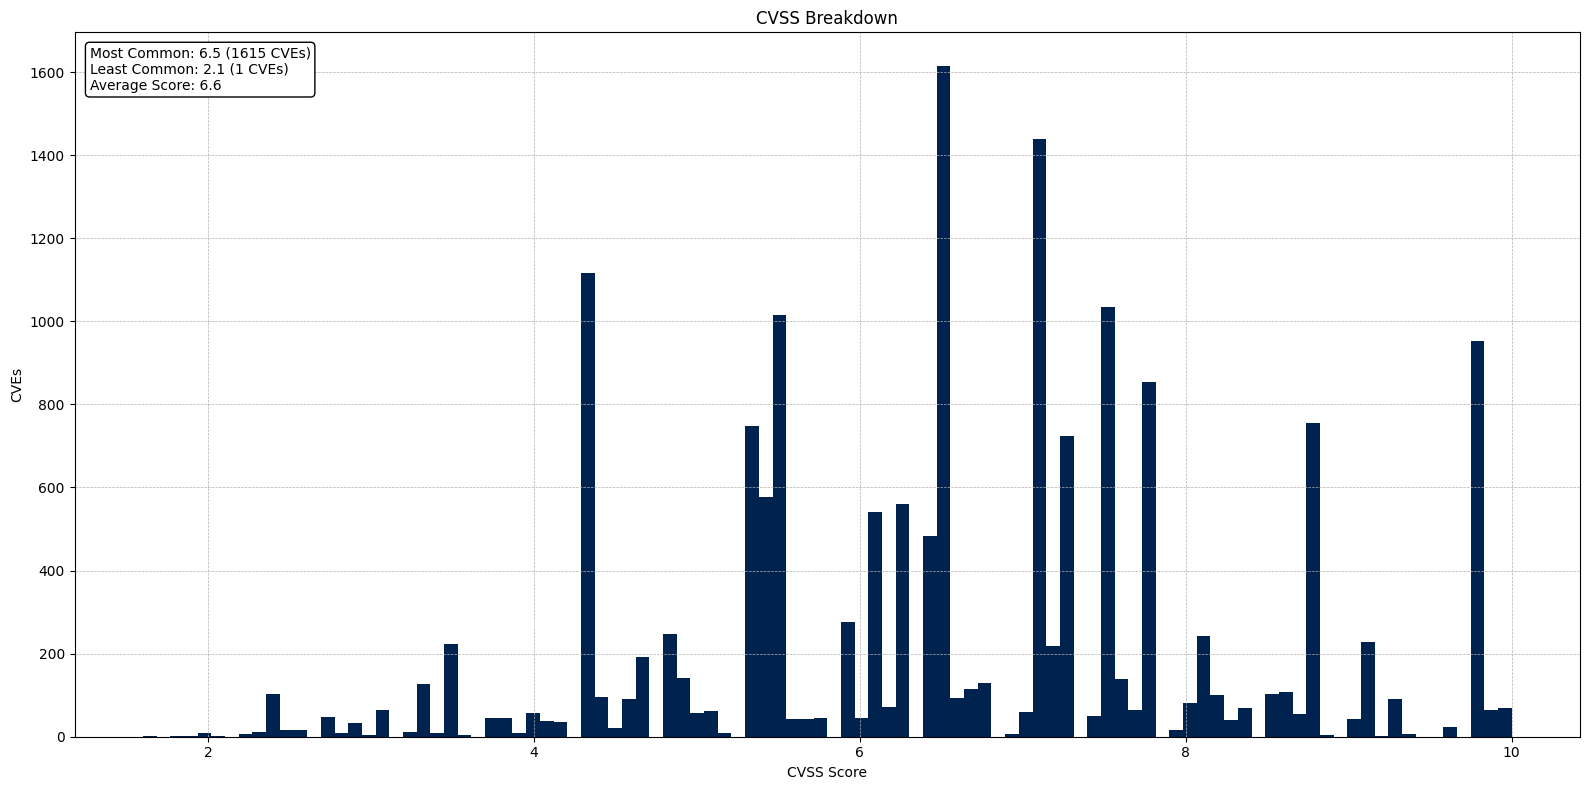 CVSS Breakdown
Most Common: 6.5 (1615 CVEs)
Least Common: 2.1 (1 CVEs)
Average Score: 6.6
CVEs
1600
1400
1200
1000
800
600
400
200
0
2 4 6 8 10
CVSS Score